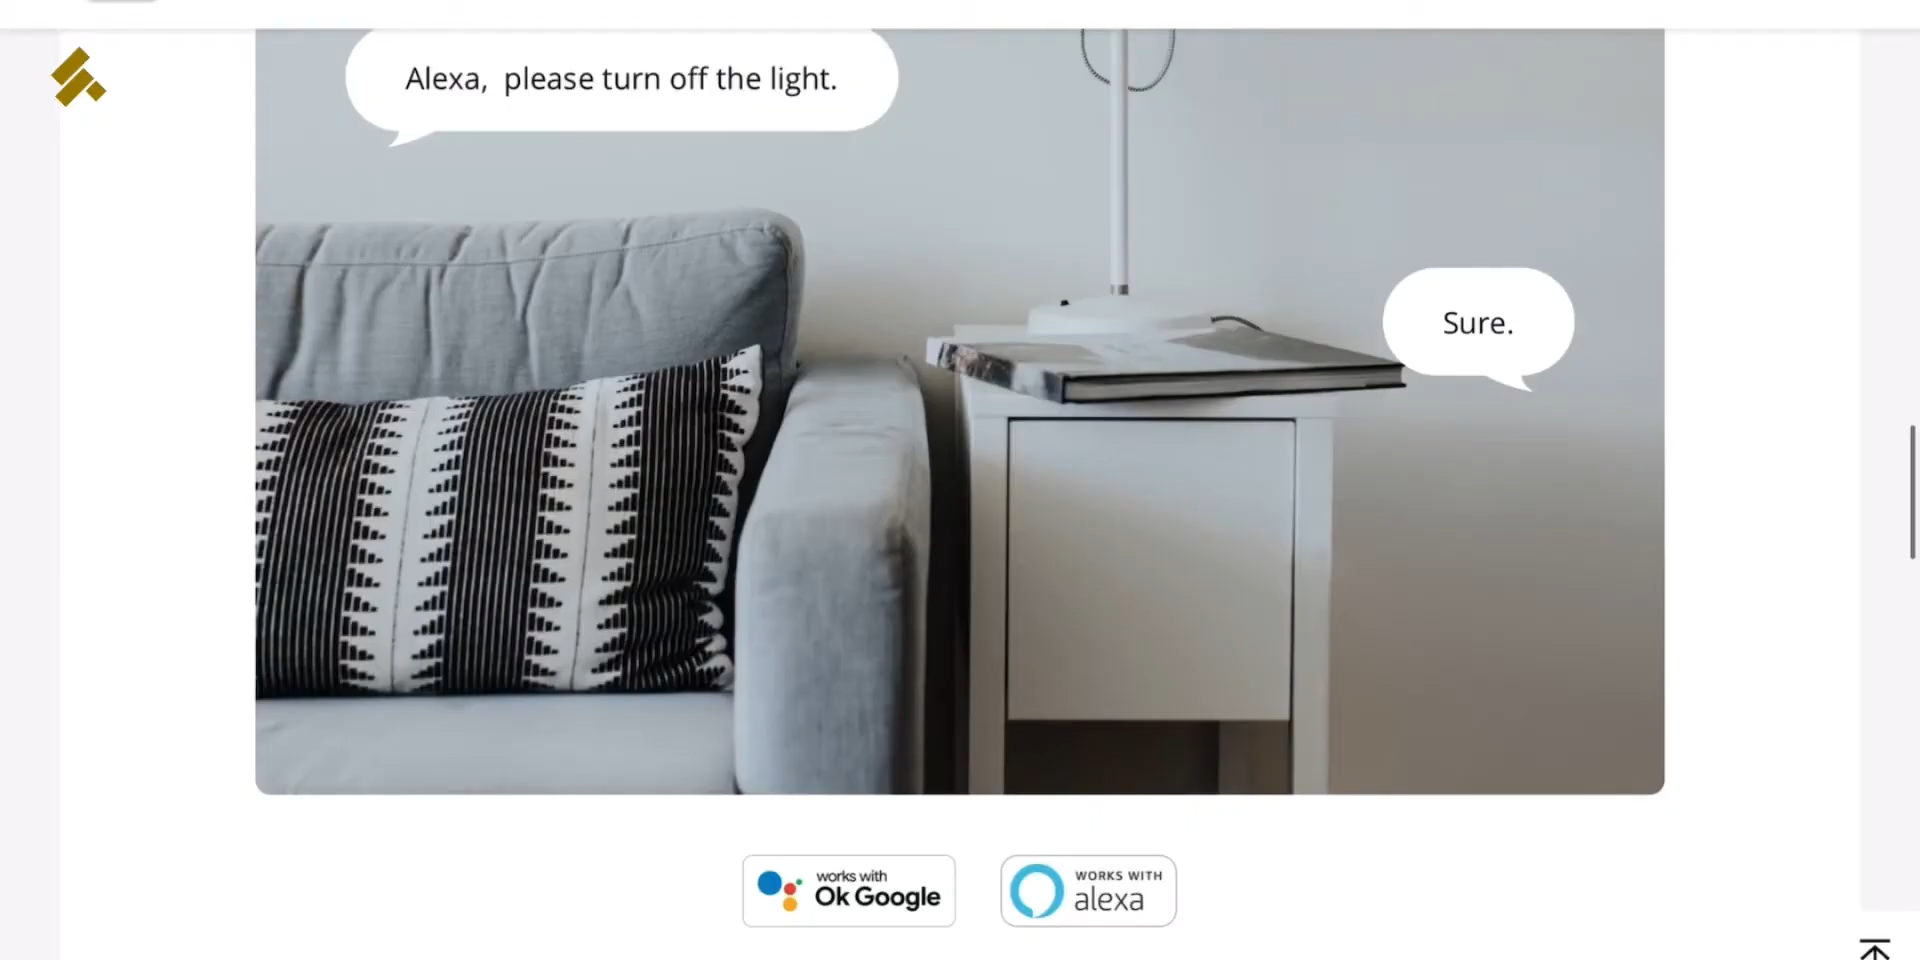 Alexa,  please turn off the light.
Sure.
works with
Ok Google
WORKS WITH
alexa